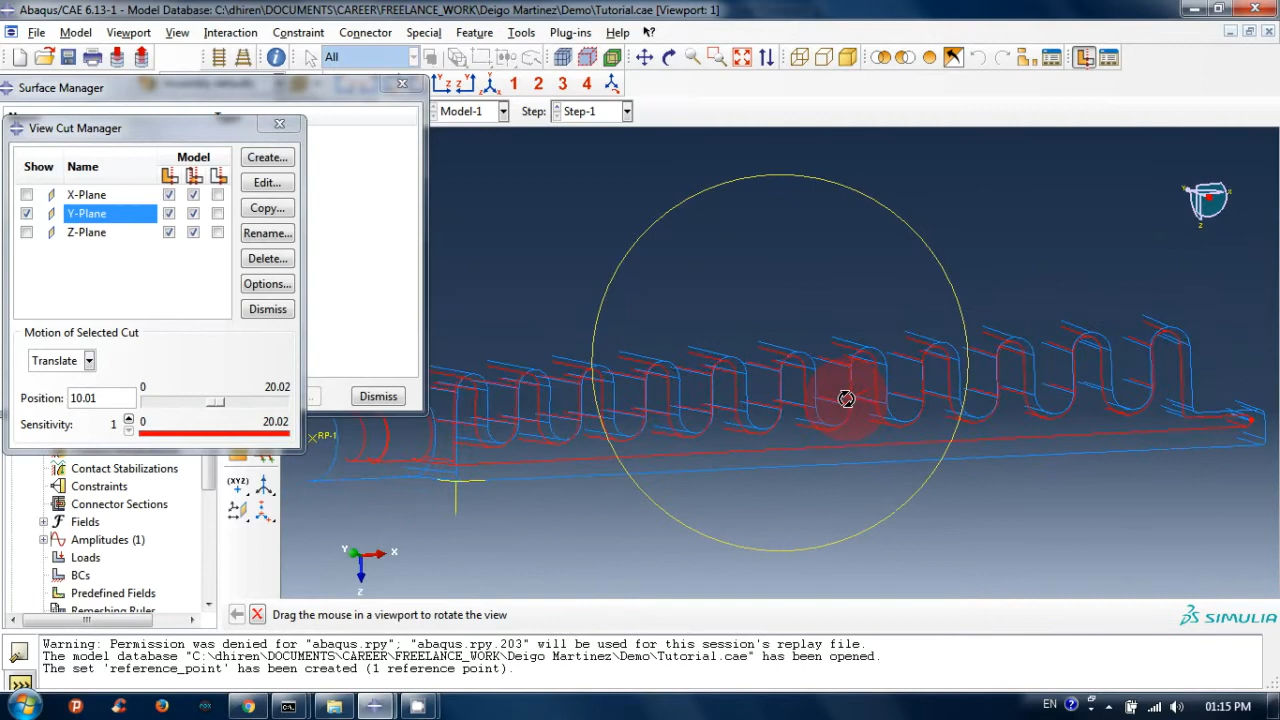 Abaqus/CAE 6.13-1 - Model Database: C:\dhiren\DOCUMENTS\CAREER\FREELANCE_WORK\Deigo Martinez\Demo\Tutorial.cae [Viewport: 1]
File Model Viewport View Interaction Constraint Connector Special Feature Tools Plug-ins Help
All
1 2 3 4
Surface Manager
Model-1 Step: Step-1
View Cut Manager
Show Name Model
Create...
X-Plane
Edit...
Y-Plane
Copy...
Z-Plane
Rename...
Delete...
Options...
Dismiss
Motion of Selected Cut
Translate
0 20.02
Position: 10.01
0 20.02
Sensitivity: 1
Dismiss
RP-1
Contact Stabilizations
Constraints
Connector Sections
Fields
Amplitudes (1)
Loads
BCs
Predefined Fields
Remeshing Rules
(XYZ)
Y X
Z
X
Z
Drag the mouse in a viewport to rotate the view
SIMULIA
Warning: Permission was denied for "abaqus.rpy"; "abaqus.rpy.203" will be used for this session's replay file.
The model database "C:\dhiren\DOCUMENTS\CAREER\FREELANCE_WORK\Deigo Martinez\Demo\Tutorial.cae" has been opened.
The set 'reference_point' has been created (1 reference point).
>>>
EN 01:15 PM